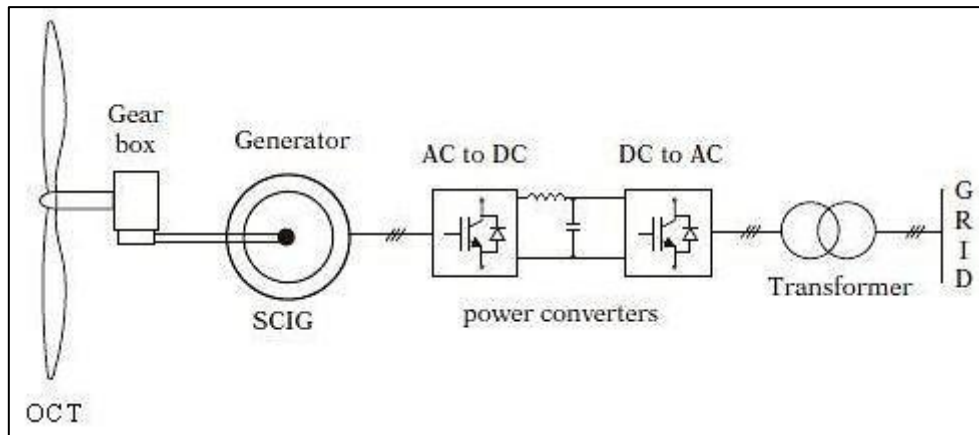 Gear
box
Generator
AC to DC
DC to AC
G
R
I
D
SCIG
power converters
Transformer
OCT